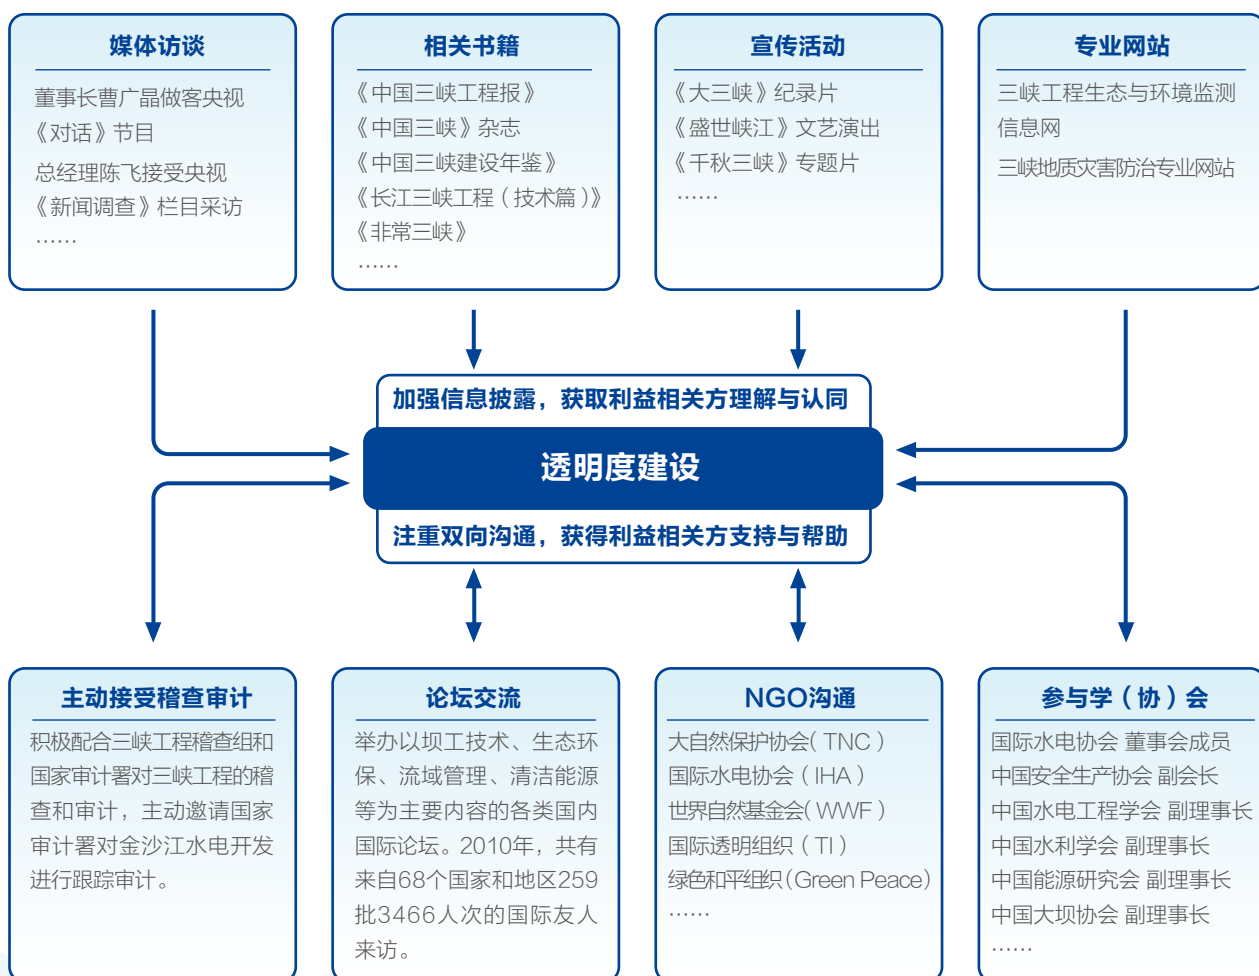 媒体访谈
董事长曹广晶做客央视
《对话》节目
总经理陈飞接受央视
《新闻调查》栏目采访
……
相关书籍
《中国三峡工程报》
《中国三峡》杂志
《中国三峡建设年鉴》
《长江三峡工程（技术篇）》
《非常三峡》
……
宣传活动
《大三峡》纪录片
《盛世峡江》文艺演出
《千秋三峡》专题片
……
专业网站
三峡工程生态与环境监测
信息网
三峡地质灾害防治专业网站
加强信息披露，获取利益相关方理解与认同
透明度建设
注重双向沟通，获得利益相关方支持与帮助
主动接受稽查审计
积极配合三峡工程稽查组和
国家审计署对三峡工程的稽
查和审计，主动邀请国家
审计署对金沙江水电开发
进行跟踪审计。
论坛交流
举办以坝工技术、生态环
保、流域管理、清洁能源
等为主要内容的各类国内
国际论坛。2010年，共有
来自68个国家和地区259
批3466人次的国际友人
来访。
NGO沟通
大自然保护协会（TNC）
国际水电协会（IHA）
世界自然基金会（WWF）
国际透明组织（TI）
绿色和平组织（Green Peace）
……
参与学（协）会
国际水电协会 董事会成员
中国安全生产协会 副会长
中国水电工程学会 副理事长
中国水利学会 副理事长
中国能源研究会 副理事长
中国大坝协会 副理事长
……